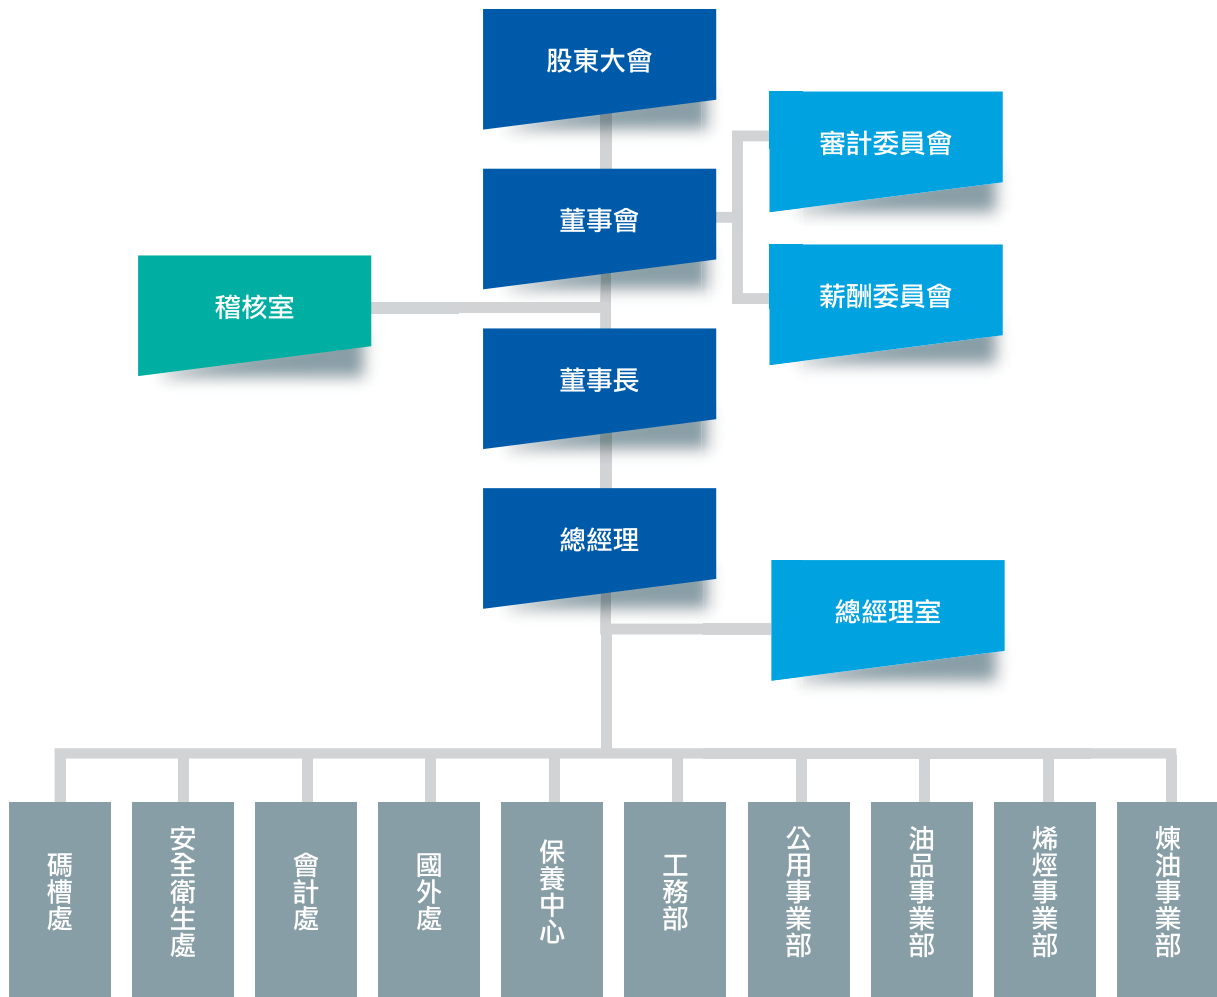 股東大會
審計委員會
董事會
薪酬委員會
稽核室
董事長
總經理
總經理室
碼槽處
安全衛生處
會計處
國外處
保養中心
工務部
公用事業部
油品事業部
烯烴事業部
煉油事業部